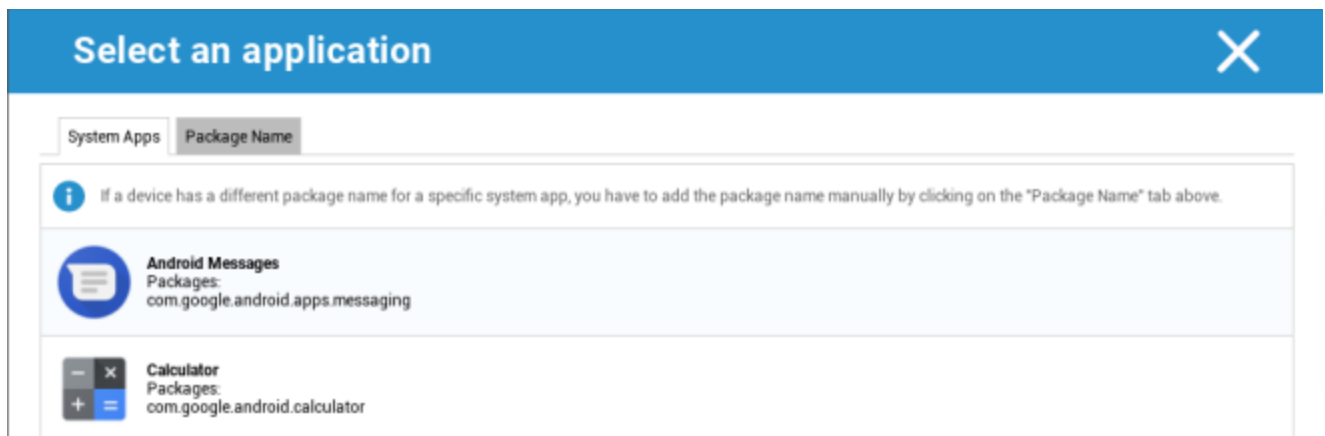 Select an application
System Apps
Package Name
If a device has a different package name for a specific system app, you have to add the package name manually by clicking on the "Package Name" tab above.
Android Messages
Packages:
com.google.android.apps.messaging
Calculator
Packages:
com.google.android.calculator